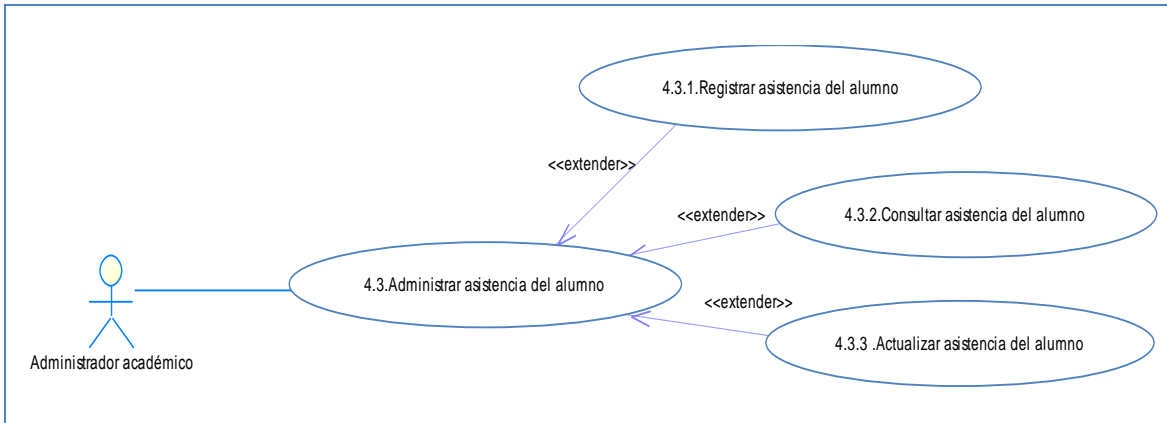 4.3.1.Registrar asistencia del alumno
<<extender>>
4.3.2.Consultar asistencia del alumno
<<extender>>
4.3.Administrar asistencia del alumno
<<extender>>
4.3.3 .Actualizar asistencia del alumno
Administrador académico